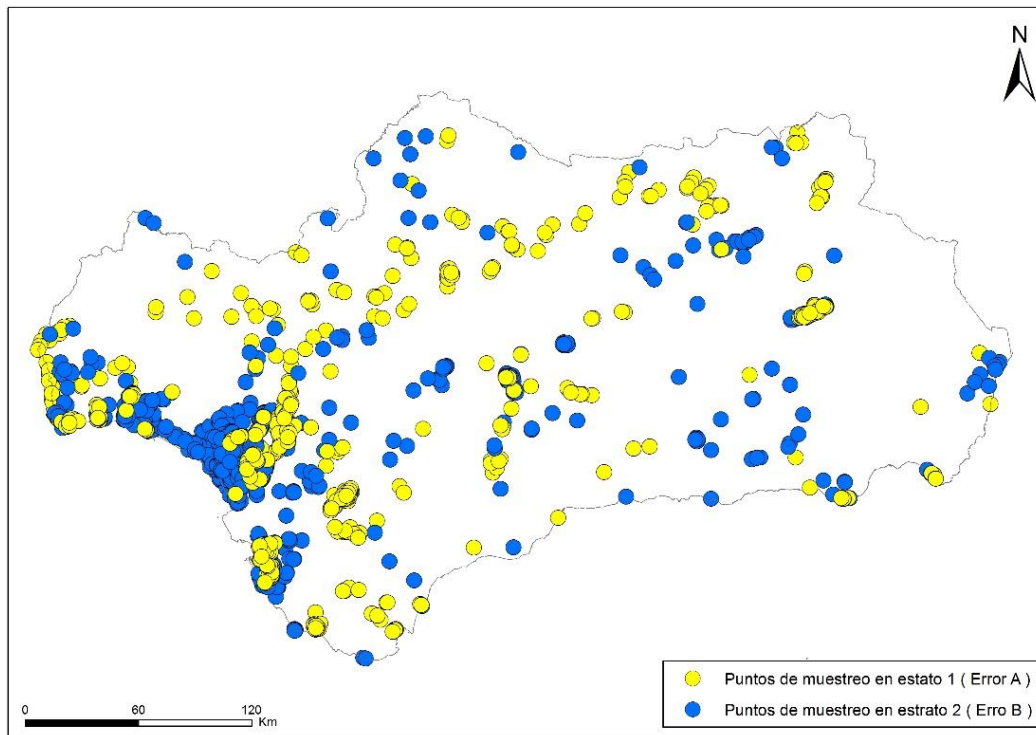 N
Puntos de muestreo en estato 1 ( Error A )
Puntos de muestreo en estrato 2 ( Erro B )
0 60 120
Km